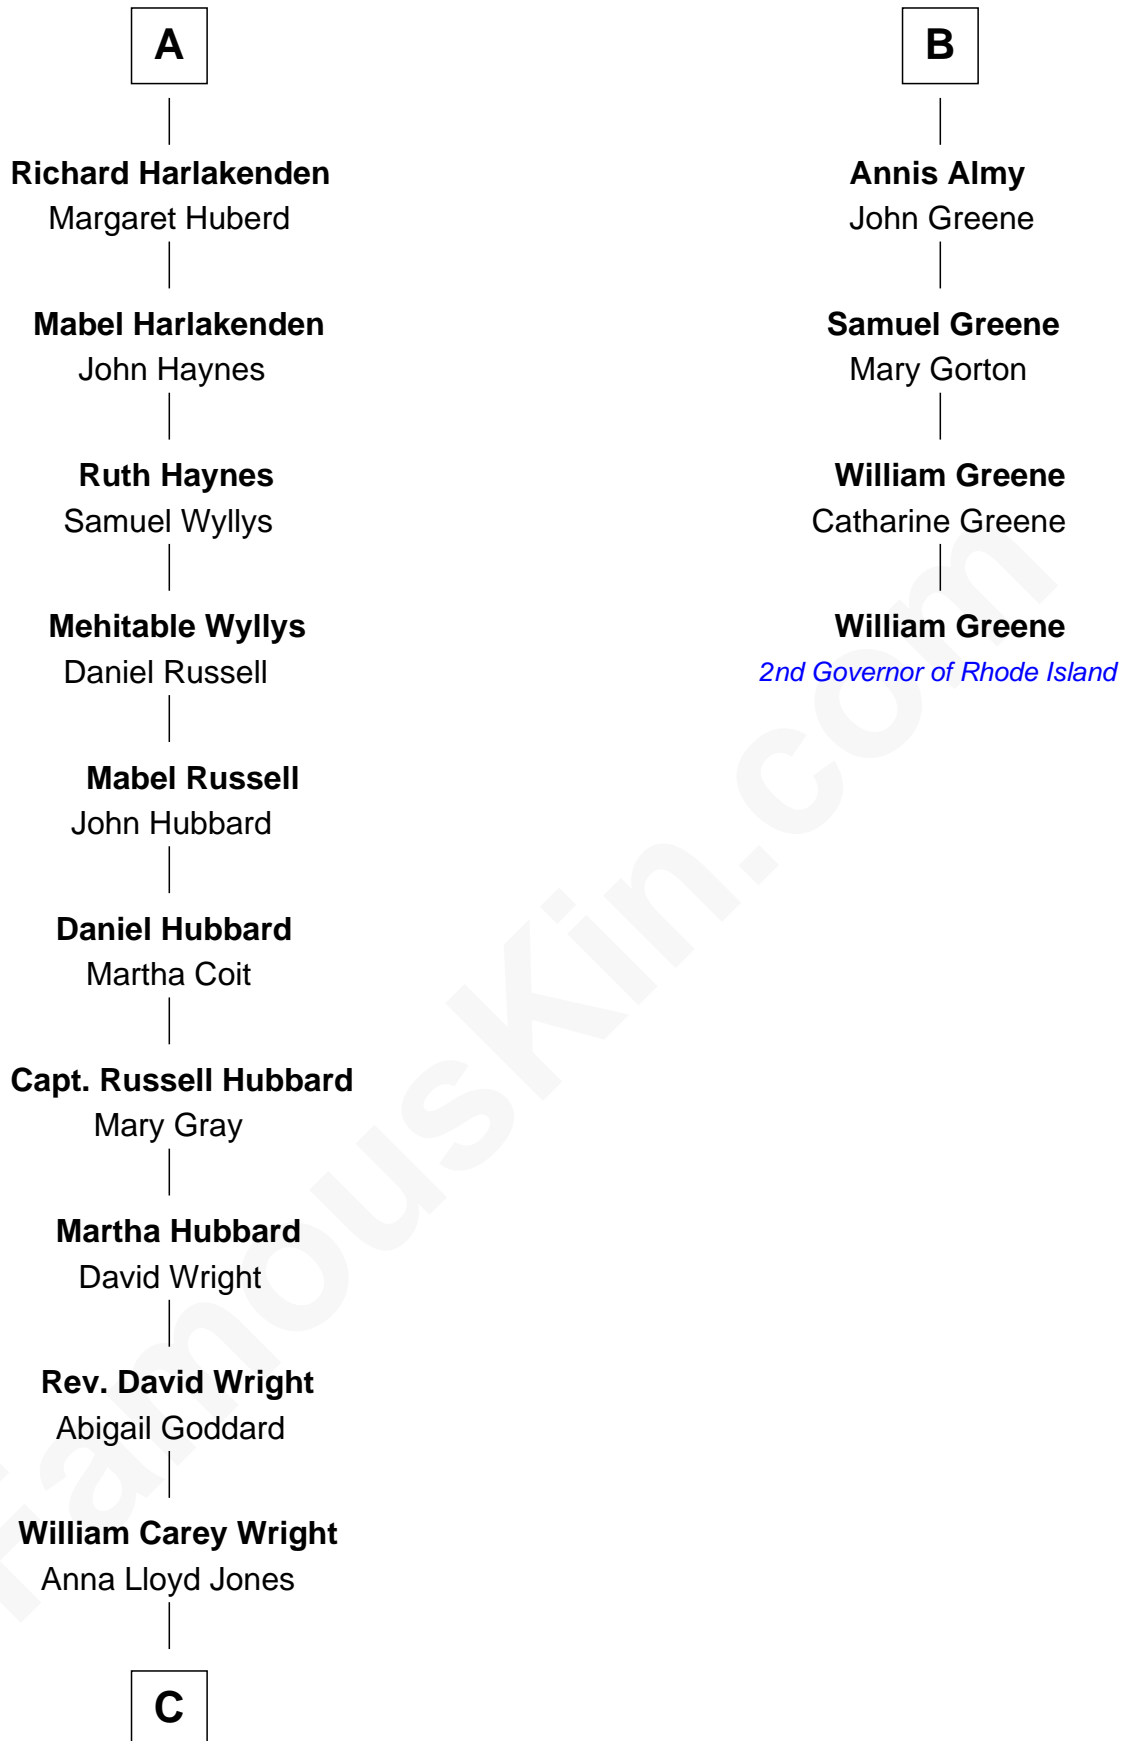 A
Richard Harlakenden
Margaret Huberd
Mabel Harlakenden
John Haynes
Ruth Haynes
Samuel Wyllys
Mehitable Wyllys
Daniel Russell
Mabel Russell
John Hubbard
Daniel Hubbard
Martha Coit
Capt. Russell Hubbard
Mary Gray
Martha Hubbard
David Wright
Rev. David Wright
Abigail Goddard
William Carey Wright
Anna Lloyd Jones
C
B
Annis Almy
John Greene
Samuel Greene
Mary Gorton
William Greene
Catharine Greene
William Greene
2nd Governor of Rhode Island
FamousKin.com